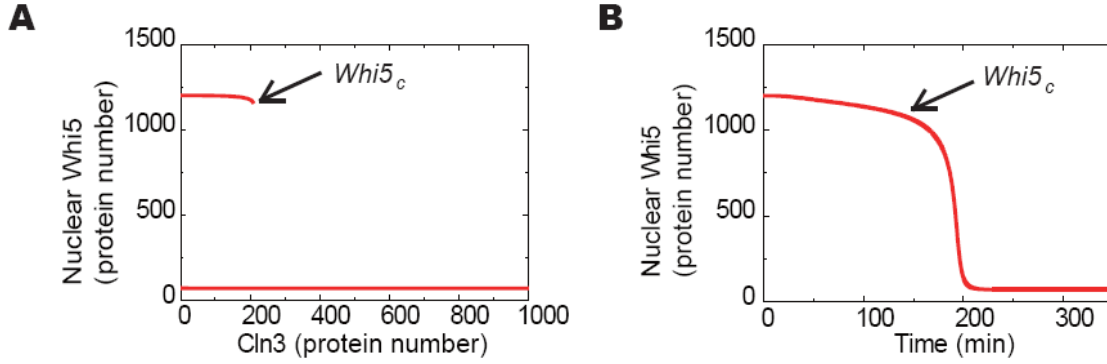 A
Nuclear Whi5
(protein number)
1500
1000
500
0
Whi5c
0 200 400 600 800 1000
Cln3 (protein number)
B
Nuclear Whi5
(protein number)
1500
1000
500
0
Whi5c
0 100 200 300
Time (min)